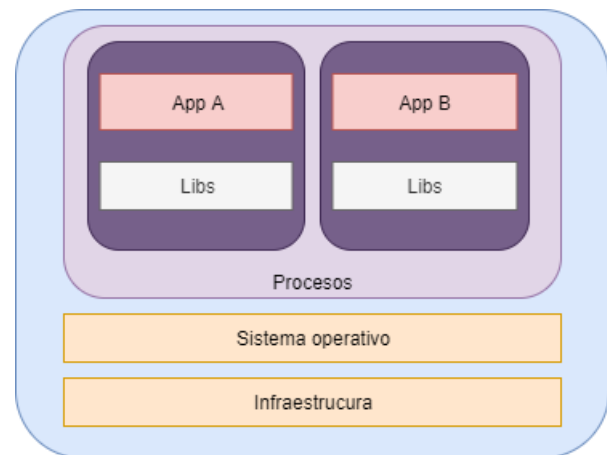 App A
App B
Libs
Libs
Procesos
Sistema operativo
Infraestrucura